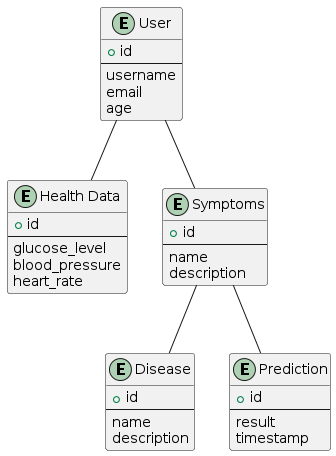 E User
id
username
email
age
E Health Data
id
glucose_level
blood_pressure
heart_rate
E Symptoms
id
name
description
E Disease
id
name
description
E Prediction
id
result
timestamp